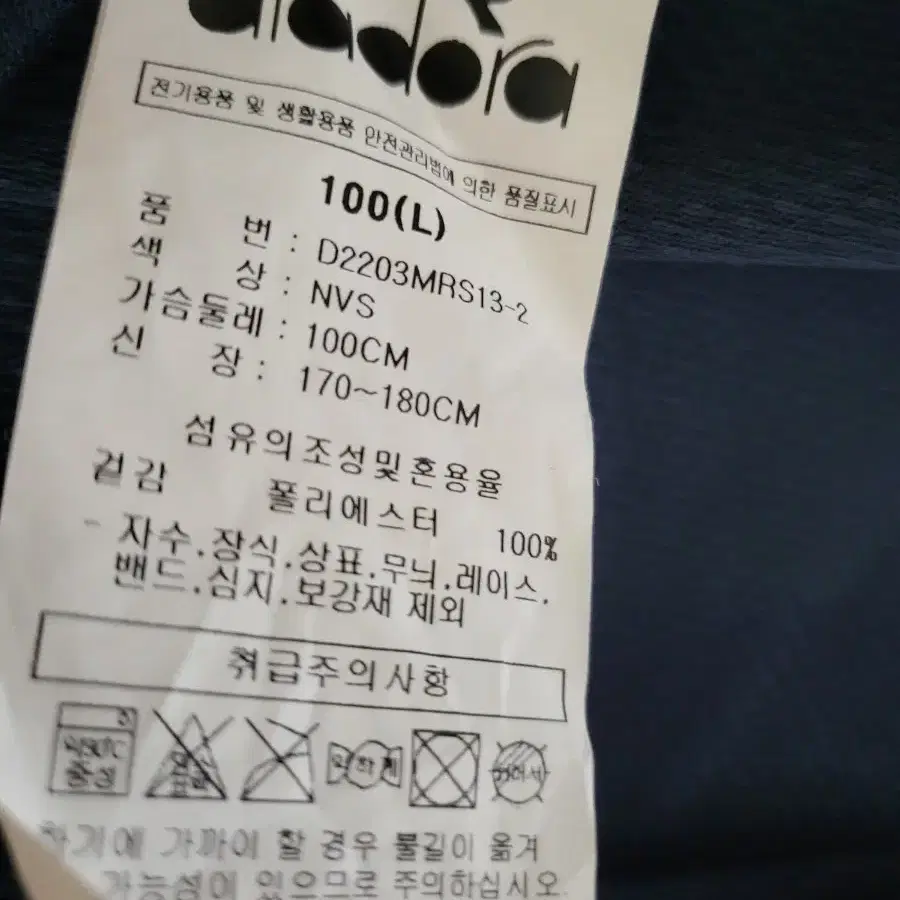 diadora
전기용품 및 생활용품 안전관리법에 의한 품질표시
100(L)
품 번 : D2203MRS13-2
색 상 : NVS
가슴둘레 : 100CM
신 장 : 170~180CM
섬유의조성및혼용율
겉감 폴리에스터 100%
- 자수.장식.상표.무늬.레이스.
밴드.심지.보강재 제외
취급주의사항
약30℃
중성
약하게
화기에 가까이 할 경우 불길이 옮겨
가능성이 있으므로 주의하십시오.